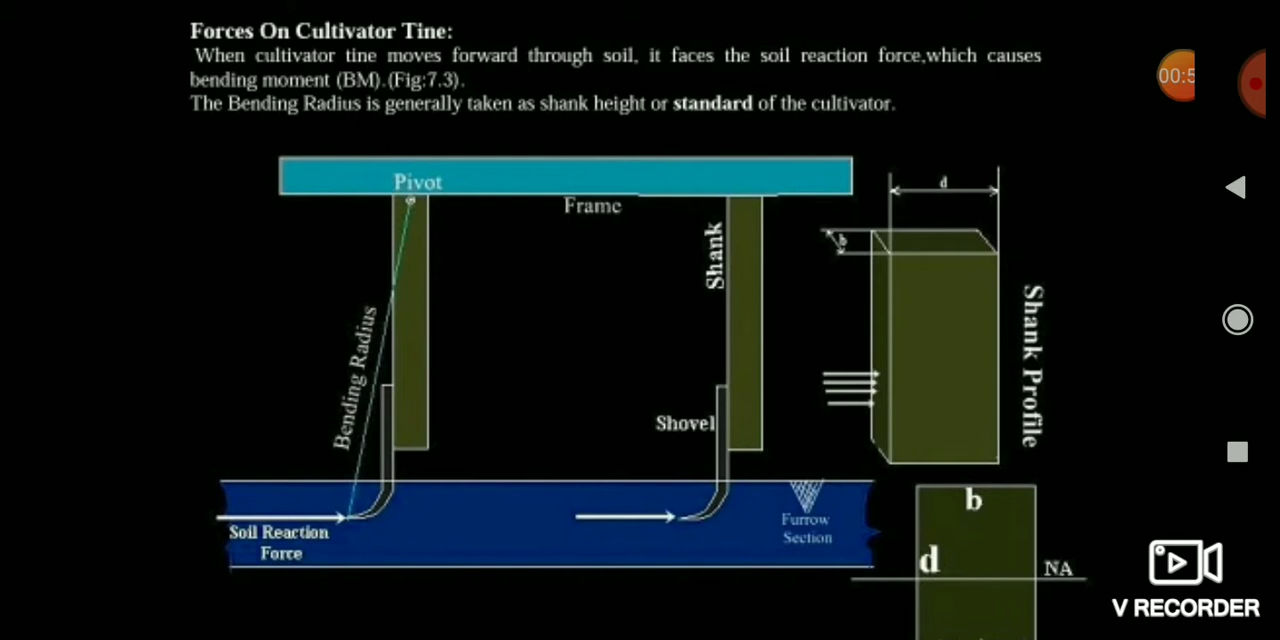 Forces On Cultivator Tine:
When cultivator tine moves forward through soil, it faces the soil reaction force,which causes
bending moment (BM).(Fig:7.3).
The Bending Radius is generally taken as shank height or standard of the cultivator.
00:5
Pivot
d
Frame
Shank
b
Bending Radius
Shank Profile
Shovel
b
Soil Reaction
Force
Furrow
Section
d
NA
V RECORDER